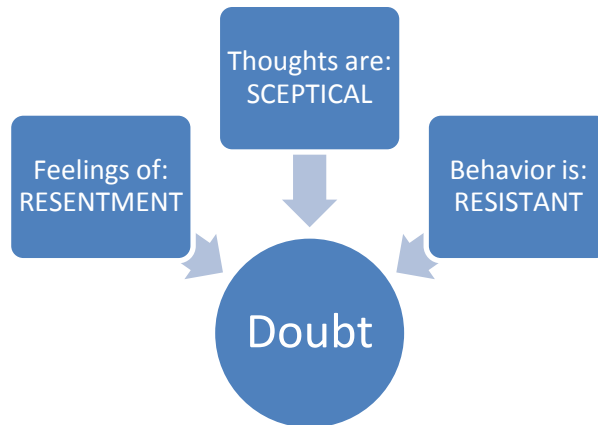 Thoughts are:
SCEPTICAL
Feelings of:
RESENTMENT
Behavior is:
RESISTANT
Doubt